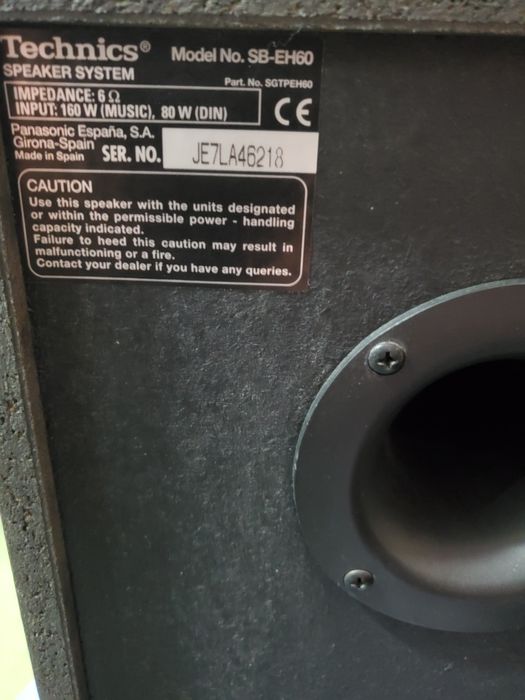 Technics® Model No. SB-EH60
SPEAKER SYSTEM Part. No. SGTPEH60
IMPEDANCE: 6 Ω
INPUT: 160 W (MUSIC), 80 W (DIN) CE
Panasonic España, S.A.
Girona-Spain
Made in Spain SER. NO. JE7LA46218
CAUTION
Use this speaker with the units designated
or within the permissible power - handling
capacity indicated.
Failure to heed this caution may result in
malfunctioning or a fire.
Contact your dealer if you have any queries.